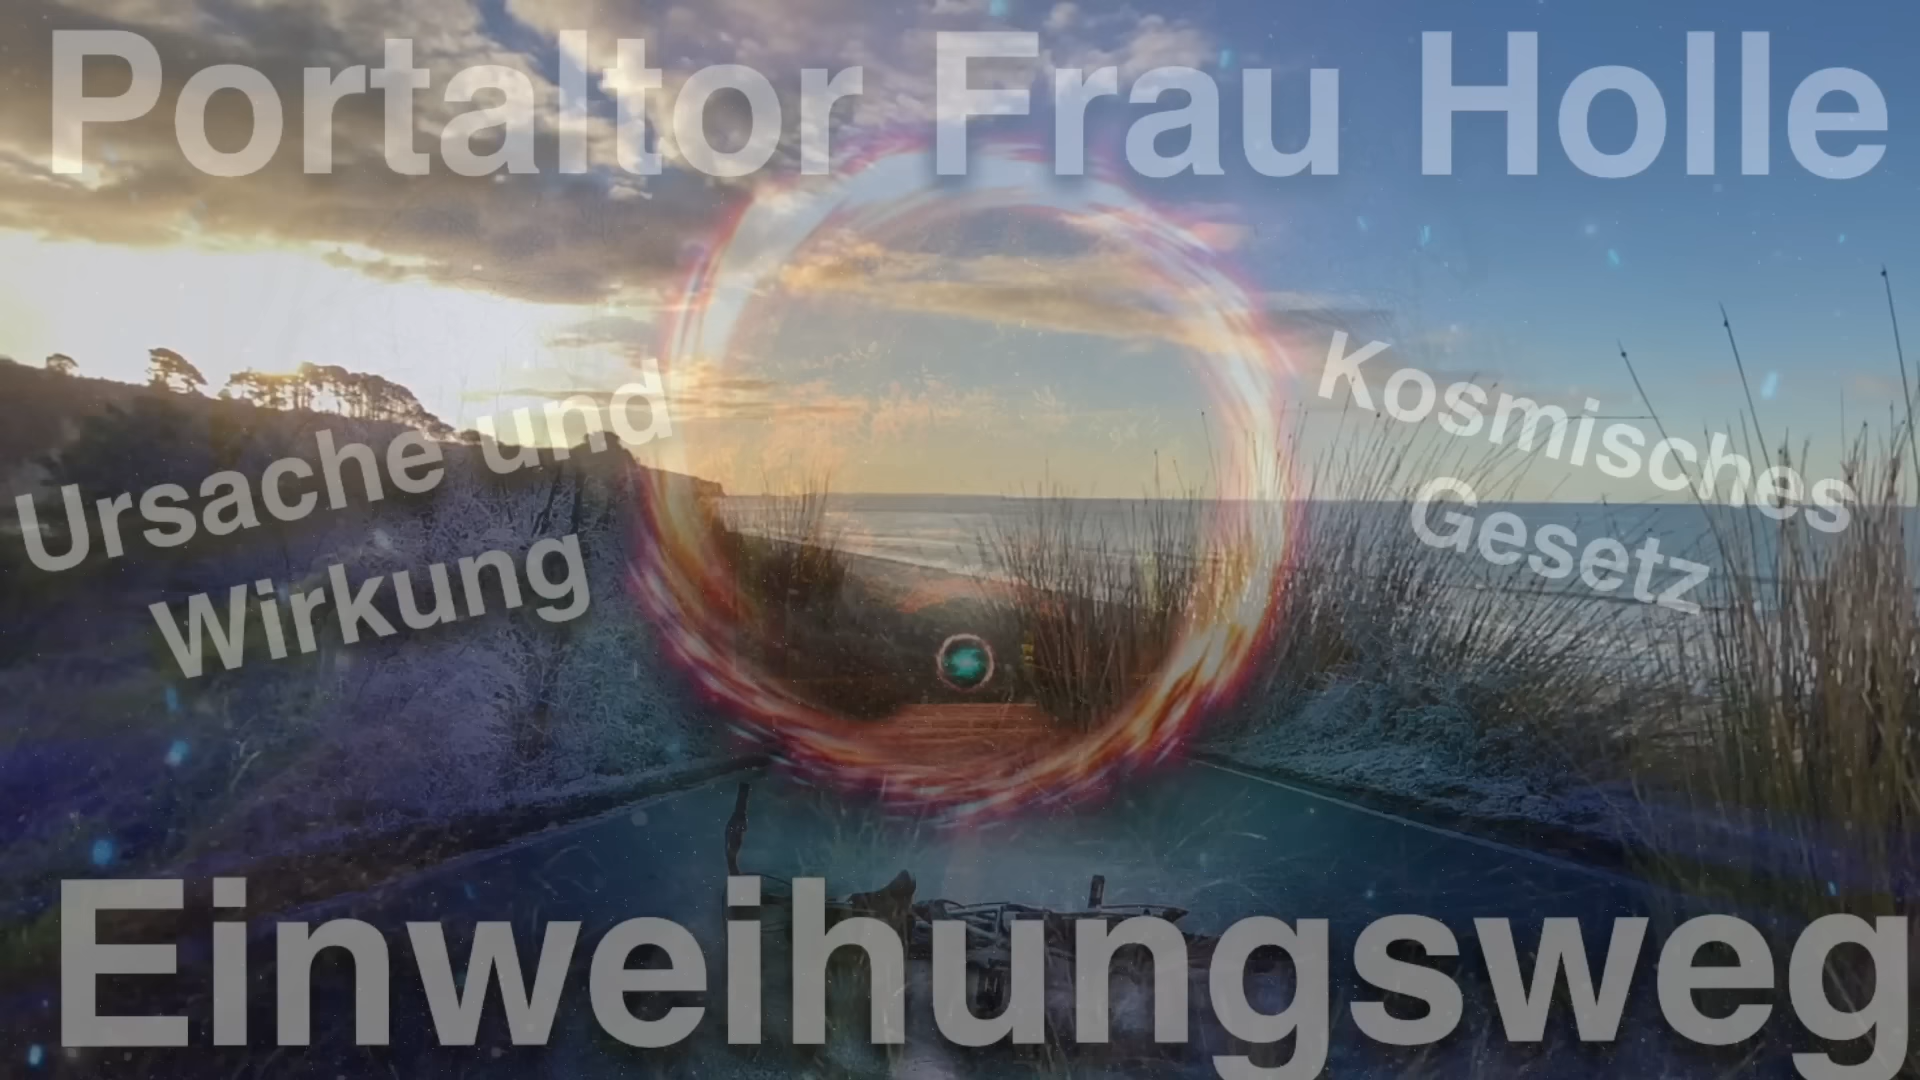 Portaltor Frau Holle
Ursache und
Wirkung
Kosmisches
Gesetz
Einweihungsweg